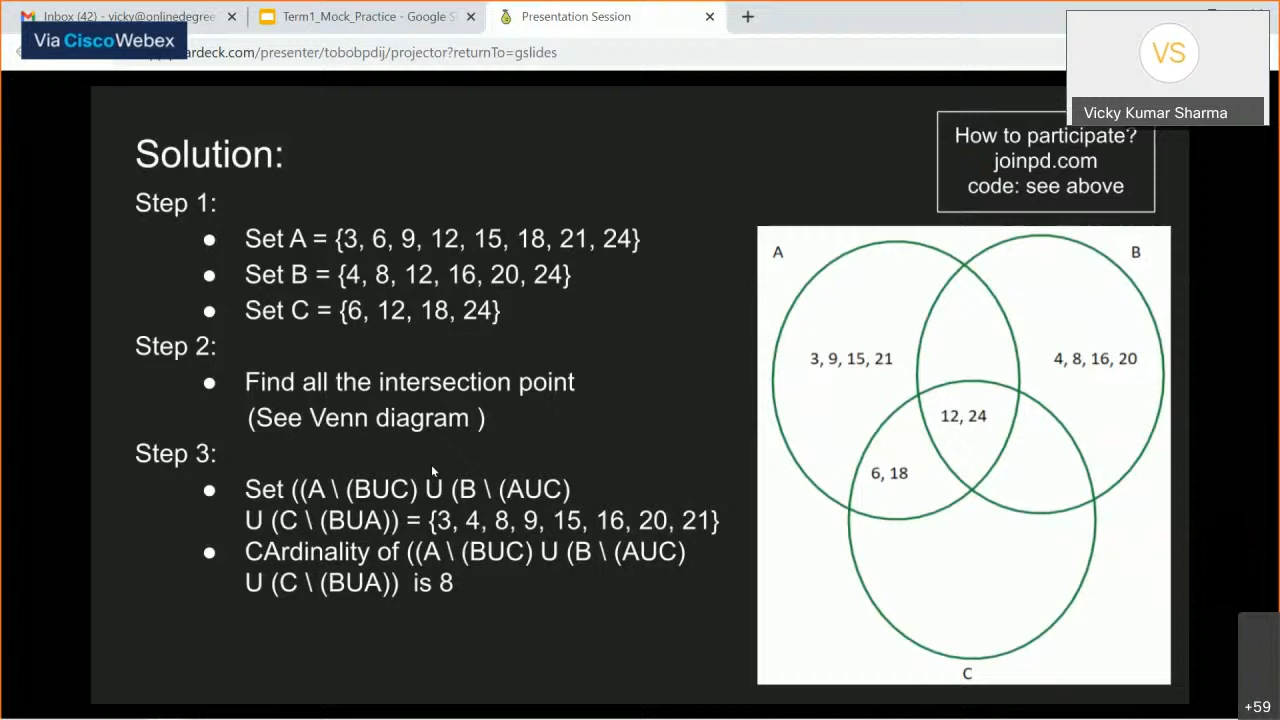 Inbox (42) - vicky@onlinedegree
Term1_Mock_Practice - Google S
Presentation Session
Via CiscoWebex
ardeck.com/presenter/tobobpdij/projector?returnTo=gslides
VS
Vicky Kumar Sharma
How to participate?
joinpd.com
code: see above
Solution:
Step 1:
● Set A = {3, 6, 9, 12, 15, 18, 21, 24}
● Set B = {4, 8, 12, 16, 20, 24}
● Set C = {6, 12, 18, 24}
Step 2:
● Find all the intersection point
(See Venn diagram )
Step 3:
● Set ((A \ (BUC) U (B \ (AUC)
U (C \ (BUA)) = {3, 4, 8, 9, 15, 16, 20, 21}
● CArdinality of ((A \ (BUC) U (B \ (AUC)
U (C \ (BUA)) is 8
A
B
3, 9, 15, 21
4, 8, 16, 20
12, 24
6, 18
C
+59